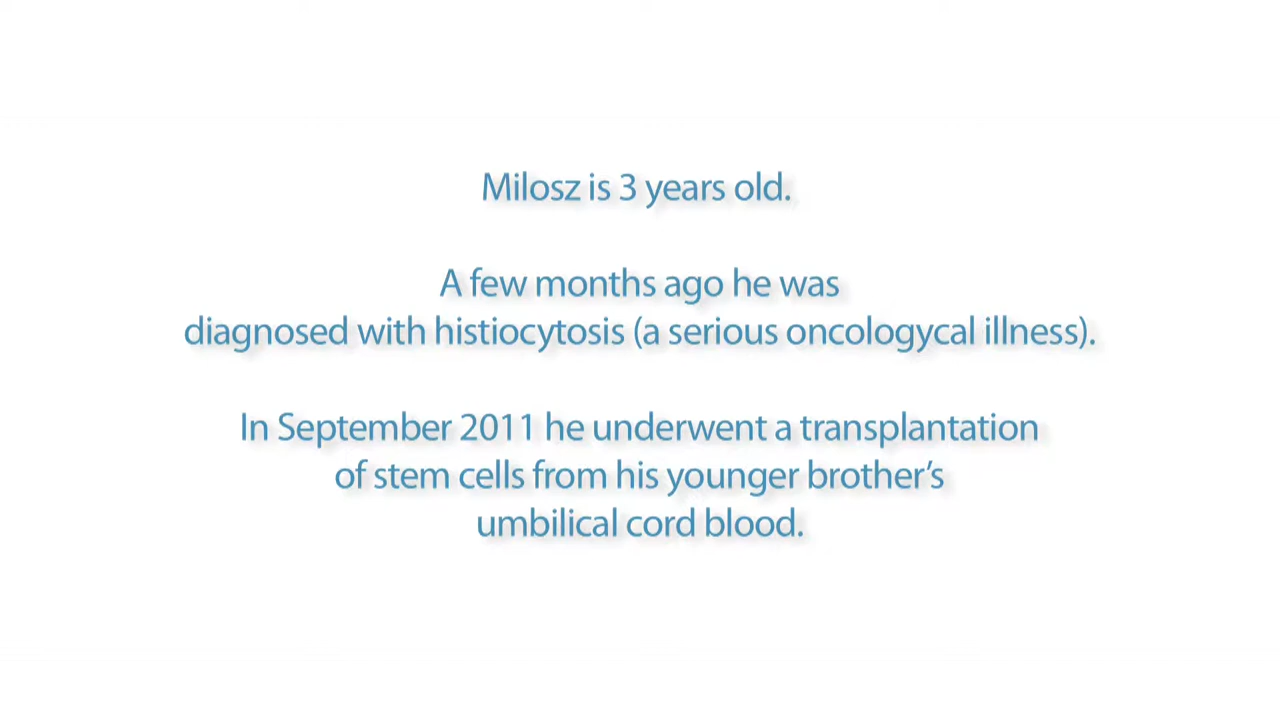 Milosz is 3 years old.
A few months ago he was
diagnosed with histiocytosis (a serious oncologycal illness).
In September 2011 he underwent a transplantation
of stem cells from his younger brother’s
umbilical cord blood.